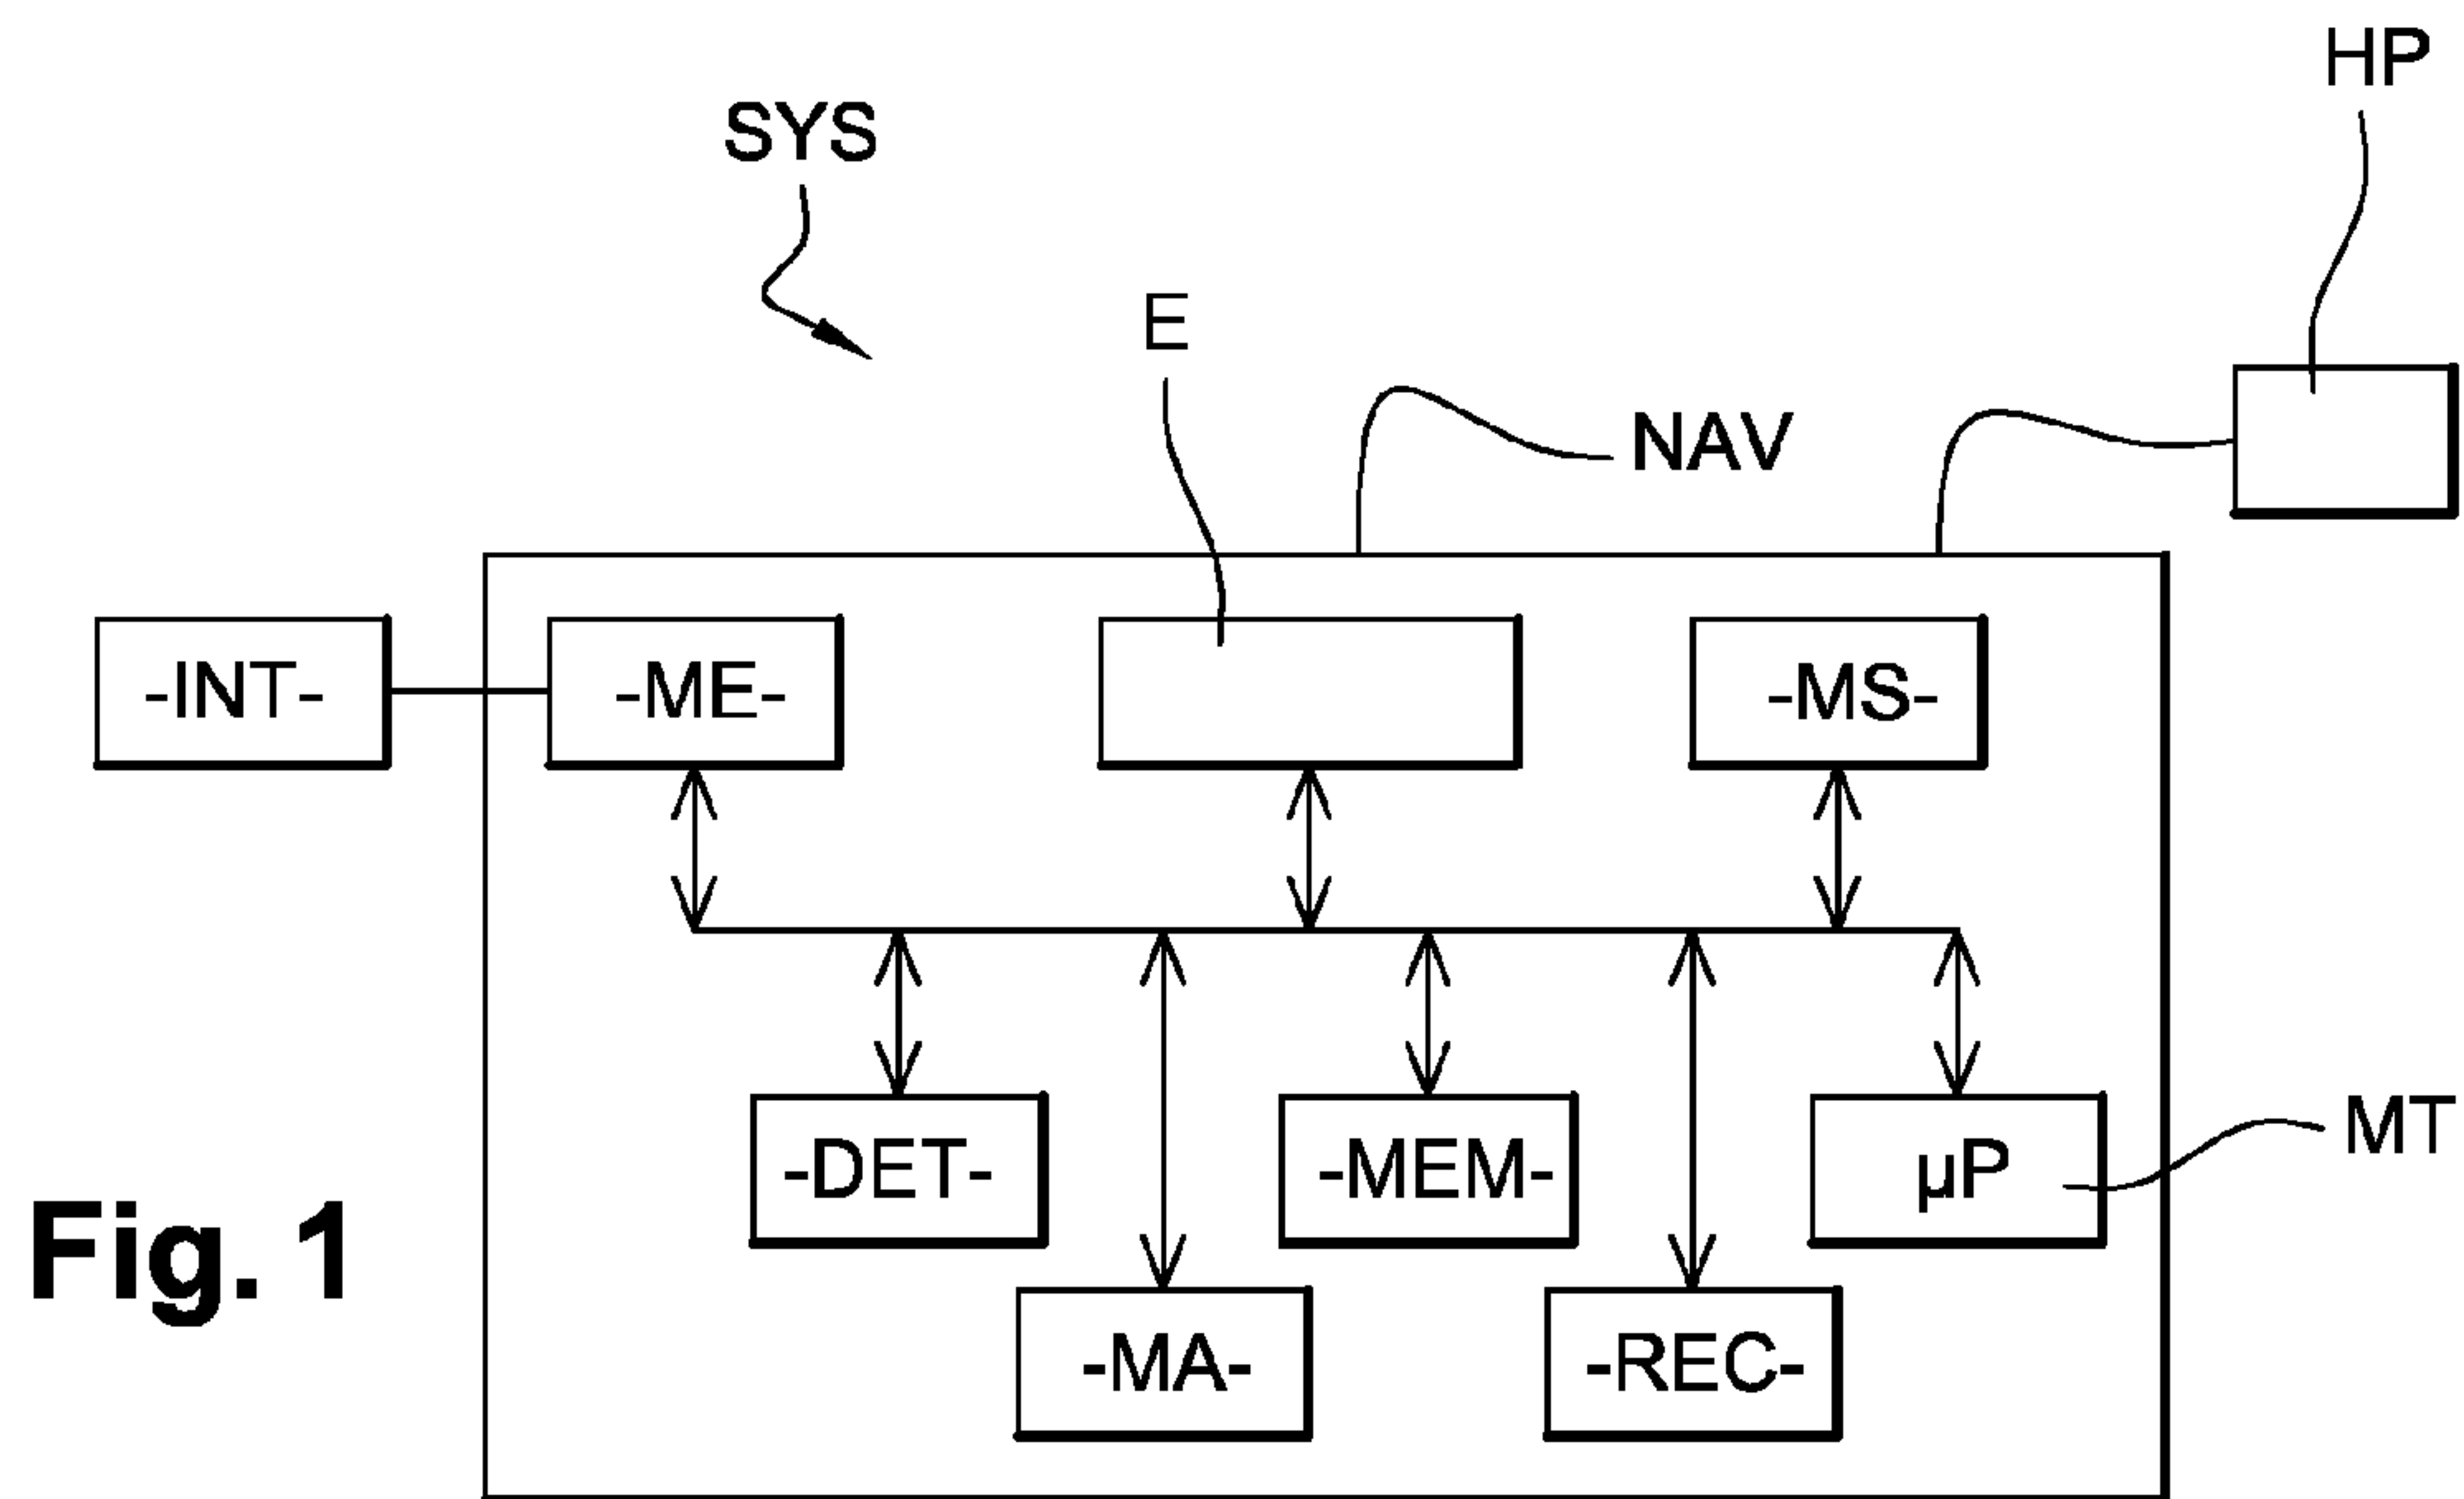 HP
SYS
E
NAV
-INT-
-ME-
-MS-
-DET-
-MEM-
µP
MT
-MA-
-REC-
Fig. 1